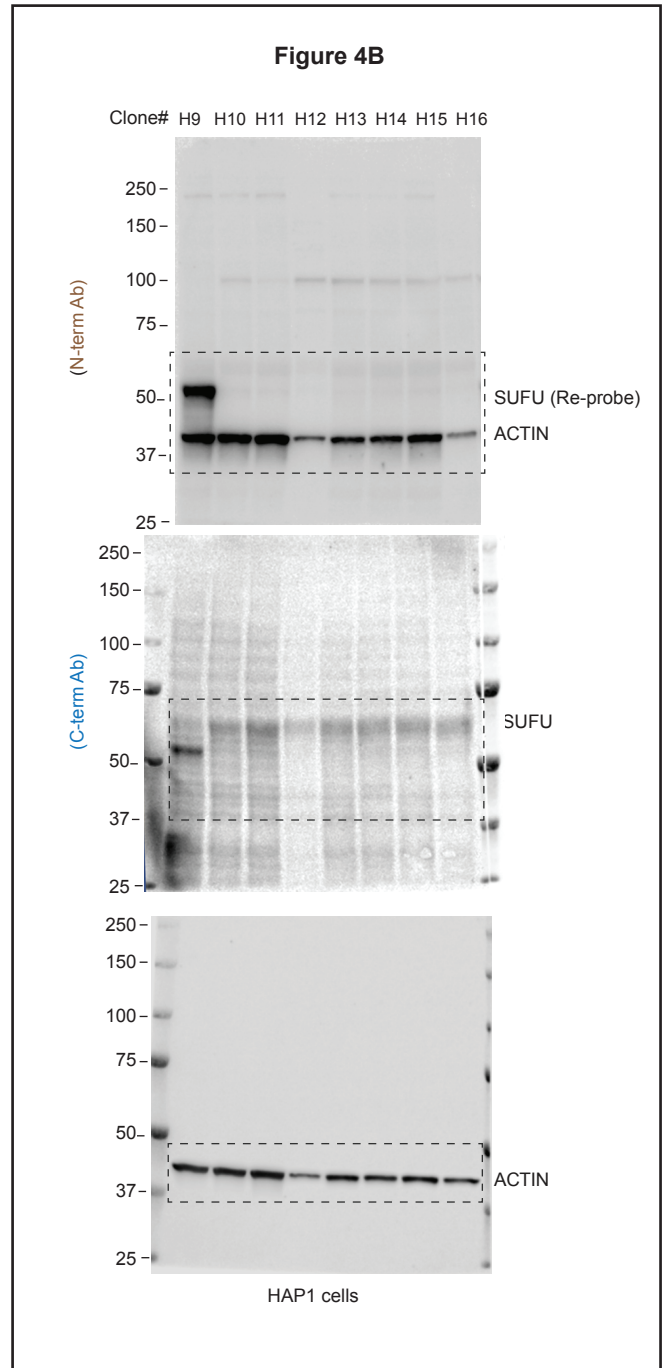 Figure 4B
Clone# H9 H10 H11 H12 H13 H14 H15 H16
(N-term Ab)
250
150
100
75
50
SUFU (Re-probe)
ACTIN
37
25
(C-term Ab)
250
150
100
75
SUFU
50
37
25
250
150
100
75
50
ACTIN
37
25
HAP1 cells